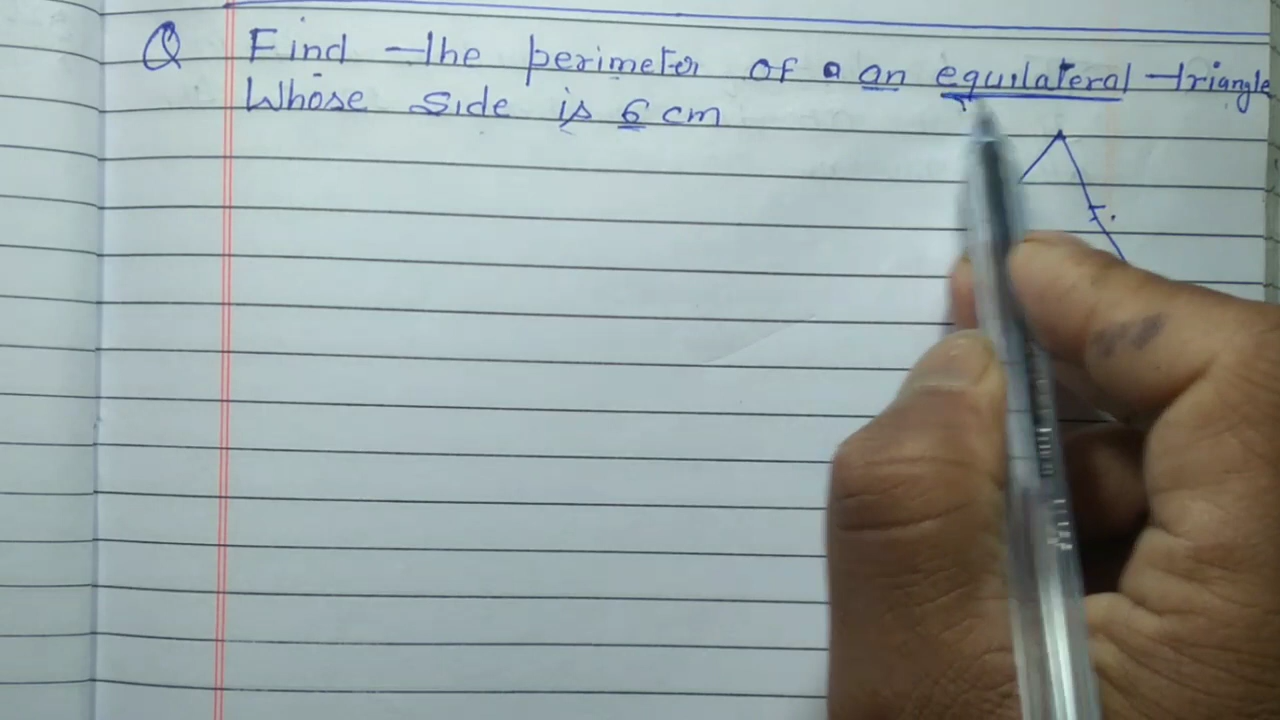 Q Find the perimeter of an equilateral triangle
Whose side is 6 cm